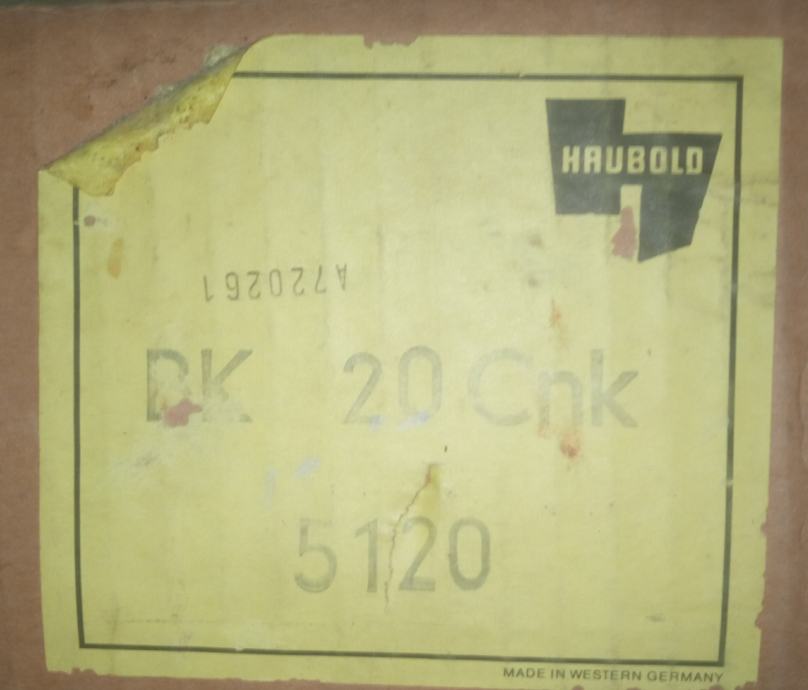 HAUBOLD
A720261
BK 20 Cnk
5120
MADE IN WESTERN GERMANY